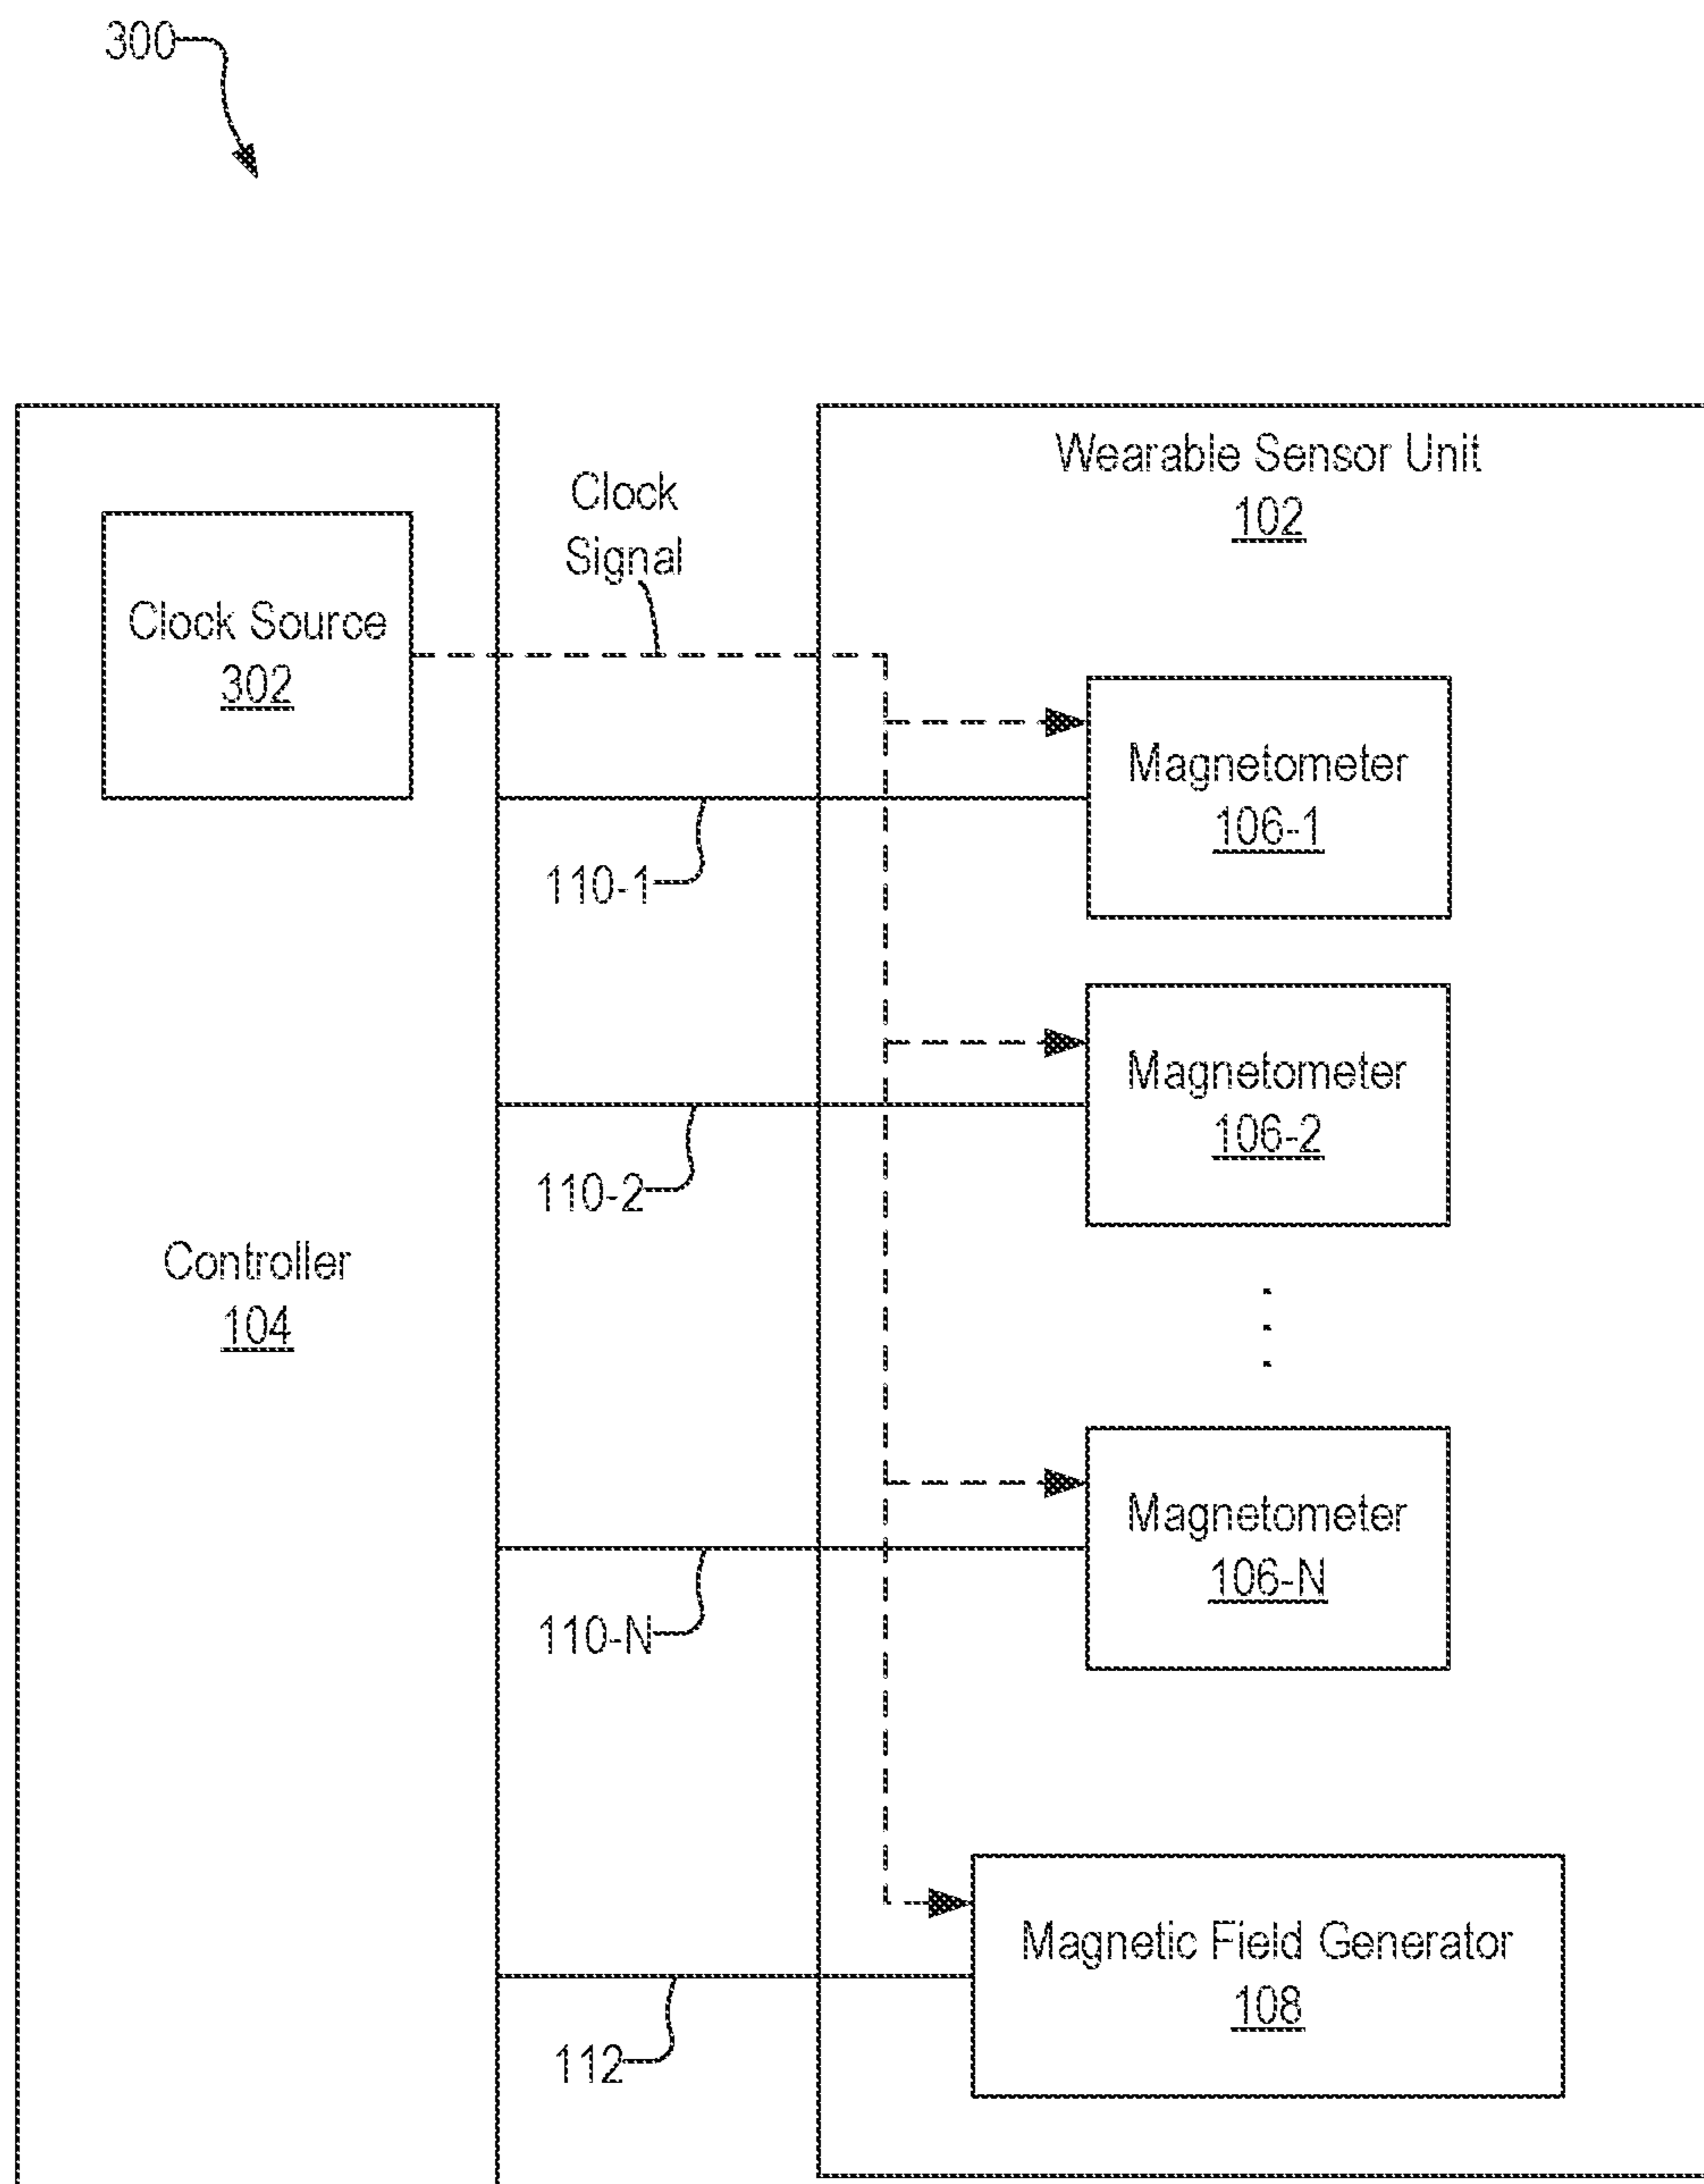 300
Wearable Sensor Unit
102
Clock
Signal
Clock Source
302
Magnetometer
106-1
110-1
Magnetometer
106-2
110-2
Controller
104
Magnetometer
106-N
110-N
Magnetic Field Generator
108
112